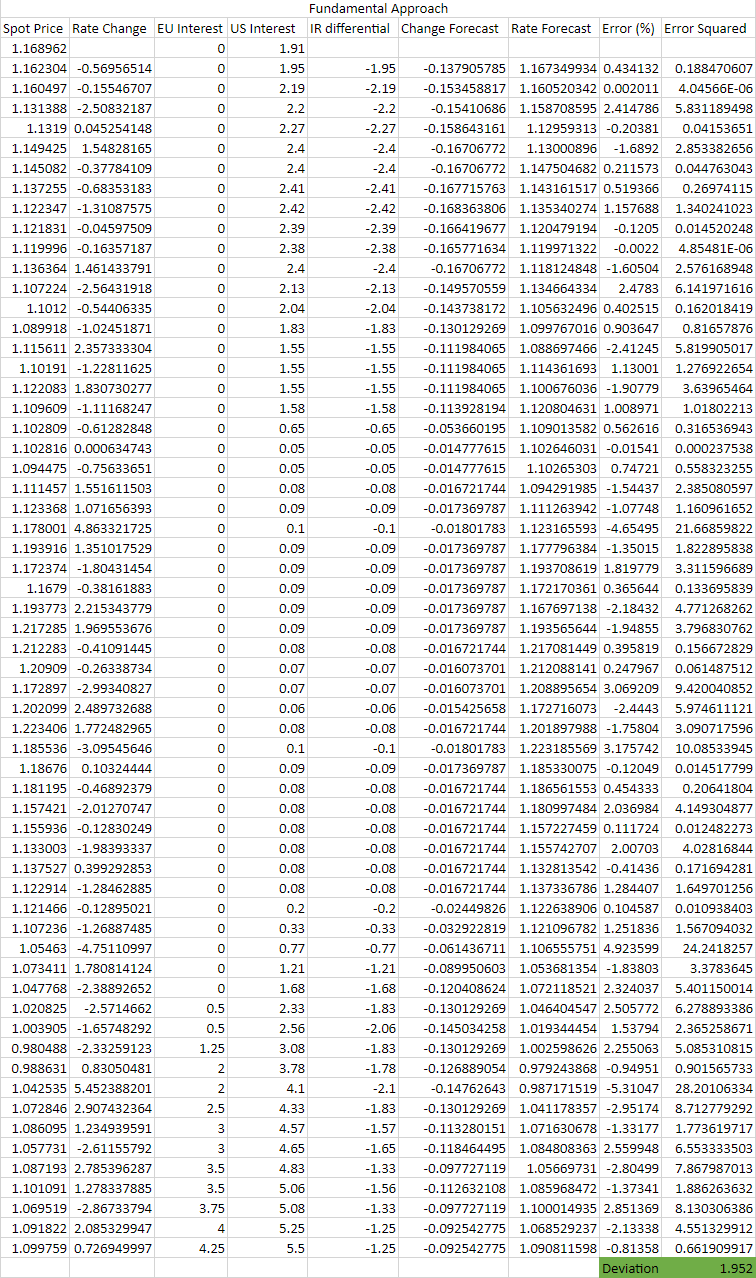 Fundamental Approach
Spot Price Rate Change EU Interest US Interest IR differential Change Forecast Rate Forecast Error (%) Error Squared
1.168962 0 1.91
1.162304 -0.56956514 0 1.95 -1.95 -0.137905785 1.167349934 0.434132 0.188470607
1.160497 -0.15546707 0 2.19 -2.19 -0.153458817 1.160520342 0.002011 4.04566E-06
1.131388 -2.50832187 0 2.2 -2.2 -0.15410686 1.158708595 2.414786 5.831189498
1.1319 0.045254148 0 2.27 -2.27 -0.158643161 1.12959313 -0.20381 0.04153651
1.149425 1.54828165 0 2.4 -2.4 -0.16706772 1.13000896 -1.6892 2.853382656
1.145082 -0.37784109 0 2.4 -2.4 -0.16706772 1.147504682 0.211573 0.044763043
1.137255 -0.68353183 0 2.41 -2.41 -0.167715763 1.143161517 0.519366 0.26974115
1.122347 -1.31087575 0 2.42 -2.42 -0.168363806 1.135340274 1.157688 1.340241023
1.121831 -0.04597509 0 2.39 -2.39 -0.166419677 1.120479194 -0.1205 0.014520248
1.119996 -0.16357187 0 2.38 -2.38 -0.165771634 1.119971322 -0.0022 4.85481E-06
1.136364 1.461433791 0 2.4 -2.4 -0.16706772 1.118124848 -1.60504 2.576168948
1.107224 -2.56431918 0 2.13 -2.13 -0.149570559 1.134664334 2.4783 6.141971616
1.1012 -0.54406335 0 2.04 -2.04 -0.143738172 1.105632496 0.402515 0.162018419
1.089918 -1.02451871 0 1.83 -1.83 -0.130129269 1.099767016 0.903647 0.81657876
1.115611 2.357333304 0 1.55 -1.55 -0.111984065 1.088697466 -2.41245 5.819905017
1.10191 -1.22811625 0 1.55 -1.55 -0.111984065 1.114361693 1.13001 1.276922654
1.122083 1.830730277 0 1.55 -1.55 -0.111984065 1.100676036 -1.90779 3.63965464
1.109609 -1.11168247 0 1.58 -1.58 -0.113928194 1.120804631 1.008971 1.01802213
1.102809 -0.61282848 0 0.65 -0.65 -0.053660195 1.109013582 0.562616 0.316536943
1.102816 0.000634743 0 0.05 -0.05 -0.014777615 1.102646031 -0.01541 0.000237538
1.094475 -0.75633651 0 0.05 -0.05 -0.014777615 1.10265303 0.74721 0.558323255
1.111457 1.551611503 0 0.08 -0.08 -0.016721744 1.094291985 -1.54437 2.385080597
1.123368 1.071656393 0 0.09 -0.09 -0.017369787 1.111263942 -1.07748 1.160961652
1.178001 4.863321725 0 0.1 -0.1 -0.01801783 1.123165593 -4.65495 21.66859822
1.193916 1.351017529 0 0.09 -0.09 -0.017369787 1.177796384 -1.35015 1.822895838
1.172374 -1.80431454 0 0.09 -0.09 -0.017369787 1.193708619 1.819779 3.311596689
1.1679 -0.38161883 0 0.09 -0.09 -0.017369787 1.172170361 0.365644 0.133695839
1.193773 2.215343779 0 0.09 -0.09 -0.017369787 1.167697138 -2.18432 4.771268262
1.217285 1.969553676 0 0.09 -0.09 -0.017369787 1.193565644 -1.94855 3.796830762
1.212283 -0.41091445 0 0.08 -0.08 -0.016721744 1.217081449 0.395819 0.156672829
1.20909 -0.26338734 0 0.07 -0.07 -0.016073701 1.212088141 0.247967 0.061487512
1.172897 -2.99340827 0 0.07 -0.07 -0.016073701 1.208895654 3.069209 9.420040852
1.202099 2.489732688 0 0.06 -0.06 -0.015425658 1.172716073 -2.4443 5.974611121
1.223406 1.772482965 0 0.08 -0.08 -0.016721744 1.201897988 -1.75804 3.090717596
1.185536 -3.09545646 0 0.1 -0.1 -0.01801783 1.223185569 3.175742 10.08533945
1.18676 0.10324444 0 0.09 -0.09 -0.017369787 1.185330075 -0.12049 0.014517799
1.181195 -0.46892379 0 0.08 -0.08 -0.016721744 1.186561553 0.454333 0.20641804
1.157421 -2.01270747 0 0.08 -0.08 -0.016721744 1.180997484 2.036984 4.149304877
1.155936 -0.12830249 0 0.08 -0.08 -0.016721744 1.157227459 0.111724 0.012482273
1.133003 -1.98393337 0 0.08 -0.08 -0.016721744 1.155742707 2.00703 4.02816844
1.137527 0.399292853 0 0.08 -0.08 -0.016721744 1.132813542 -0.41436 0.171694281
1.122914 -1.28462885 0 0.08 -0.08 -0.016721744 1.137336786 1.284407 1.649701256
1.121466 -0.12895021 0 0.2 -0.2 -0.02449826 1.122638906 0.104587 0.010938403
1.107236 -1.26887485 0 0.33 -0.33 -0.032922819 1.121096782 1.251836 1.567094032
1.05463 -4.75110997 0 0.77 -0.77 -0.061436711 1.106555751 4.923599 24.2418257
1.073411 1.780814124 0 1.21 -1.21 -0.089950603 1.053681354 -1.83803 3.3783645
1.047768 -2.38892652 0 1.68 -1.68 -0.120408624 1.072118521 2.324037 5.401150014
1.020825 -2.5714662 0.5 2.33 -1.83 -0.130129269 1.046404547 2.505772 6.278893386
1.003905 -1.65748292 0.5 2.56 -2.06 -0.145034258 1.019344454 1.53794 2.365258671
0.980488 -2.33259123 1.25 3.08 -1.83 -0.130129269 1.002598626 2.255063 5.085310815
0.988631 0.83050481 2 3.78 -1.78 -0.126889054 0.979243868 -0.94951 0.901565733
1.042535 5.452388201 2 4.1 -2.1 -0.14762643 0.987171519 -5.31047 28.20106334
1.072846 2.907432364 2.5 4.33 -1.83 -0.130129269 1.041178357 -2.95174 8.712779292
1.086095 1.234939591 3 4.57 -1.57 -0.113280151 1.071630678 -1.33177 1.773619717
1.057731 -2.61155792 3 4.65 -1.65 -0.118464495 1.084808363 2.559948 6.553333503
1.087193 2.785396287 3.5 4.83 -1.33 -0.097727119 1.05669731 -2.80499 7.867987013
1.101091 1.278337885 3.5 5.06 -1.56 -0.112632108 1.085968472 -1.37341 1.886263632
1.069519 -2.86733794 3.75 5.08 -1.33 -0.097727119 1.100014935 2.851369 8.130306386
1.091822 2.085329947 4 5.25 -1.25 -0.092542775 1.068529237 -2.13338 4.551329912
1.099759 0.726949997 4.25 5.5 -1.25 -0.092542775 1.090811598 -0.81358 0.661909917
Deviation 1.952